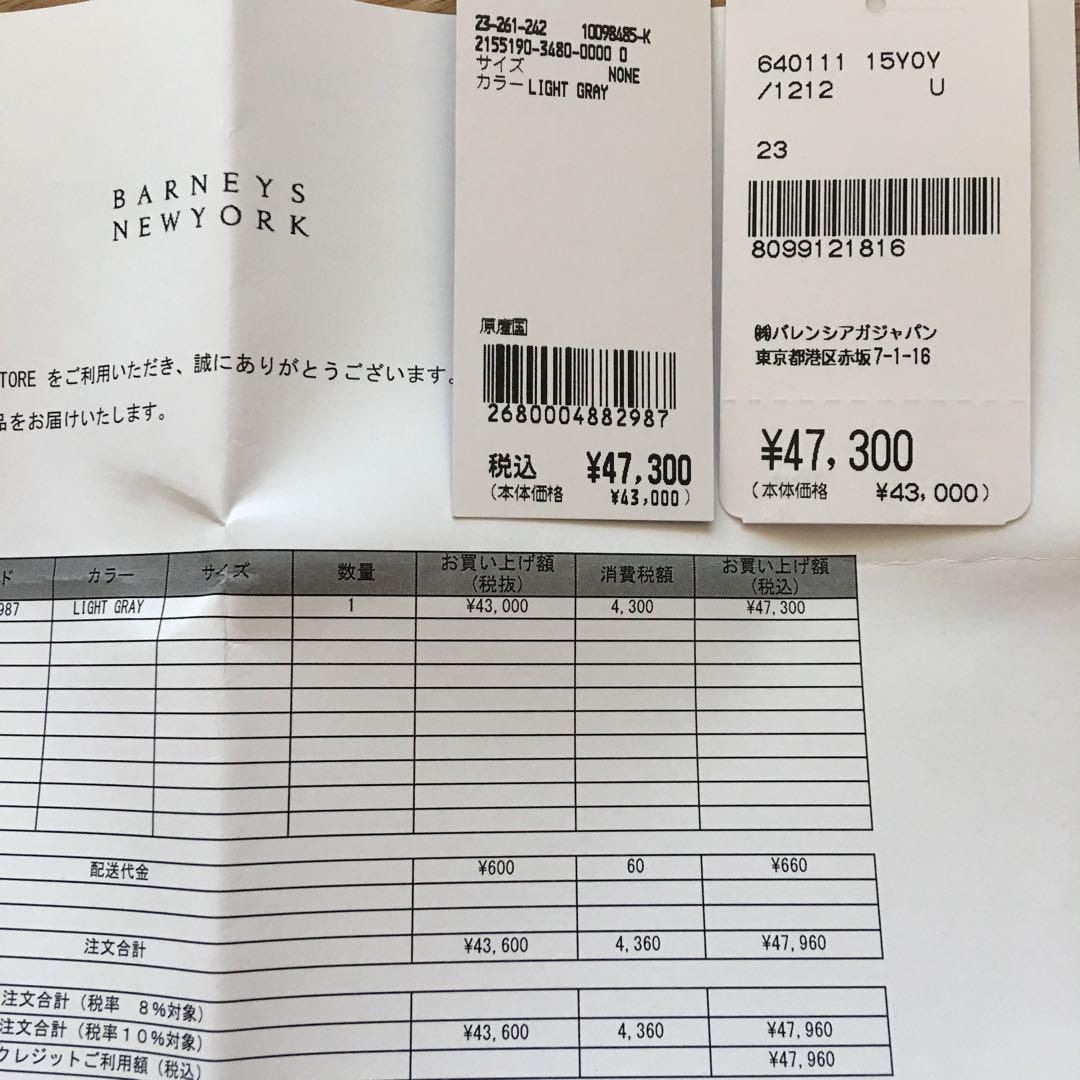 BARNEYS
NEWYORK
TORE をご利用いただき、誠にありがとうございます。
品をお届けいたします。
23-261-242 10098485-K
2155190-3480-0000 0
サイズ NONE
カラー LIGHT GRAY
原産国
2680004882987
税込 ¥47,300
(本体価格 ¥43,000)
640111 15Y0Y
/1212 U
23
8099121816
㈱バレンシアガジャパン
東京都港区赤坂7-1-16
¥47,300
(本体価格 ¥43,000)
ド カラー サイズ 数量 お買い上げ額(税抜) 消費税額 お買い上げ額(税込)
987 LIGHT GRAY 1 ¥43,000 4,300 ¥47,300
配送代金 ¥600 60 ¥660
注文合計 ¥43,600 4,360 ¥47,960
注文合計(税率 8%対象)
注文合計(税率10%対象) ¥43,600 4,360 ¥47,960
クレジットご利用額(税込) ¥47,960